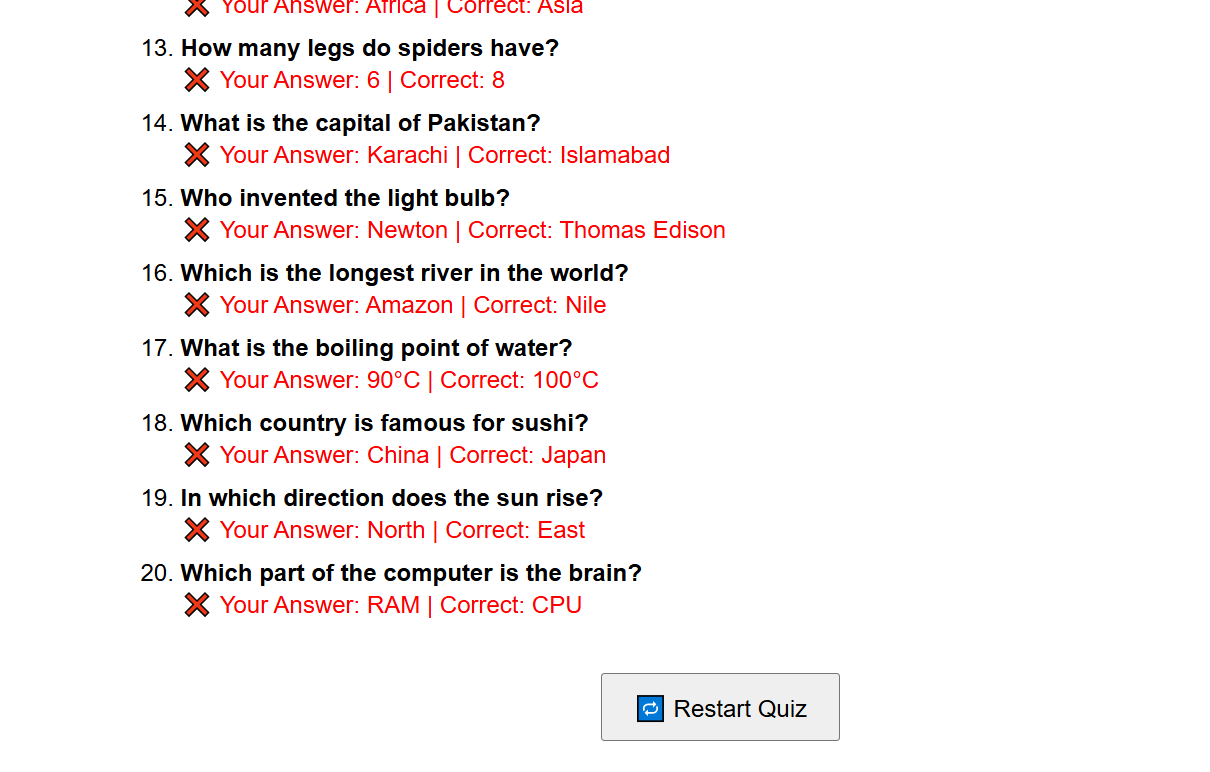 ❌ Your Answer: Africa | Correct: Asia
13. How many legs do spiders have?
❌ Your Answer: 6 | Correct: 8
14. What is the capital of Pakistan?
❌ Your Answer: Karachi | Correct: Islamabad
15. Who invented the light bulb?
❌ Your Answer: Newton | Correct: Thomas Edison
16. Which is the longest river in the world?
❌ Your Answer: Amazon | Correct: Nile
17. What is the boiling point of water?
❌ Your Answer: 90°C | Correct: 100°C
18. Which country is famous for sushi?
❌ Your Answer: China | Correct: Japan
19. In which direction does the sun rise?
❌ Your Answer: North | Correct: East
20. Which part of the computer is the brain?
❌ Your Answer: RAM | Correct: CPU
🔁 Restart Quiz